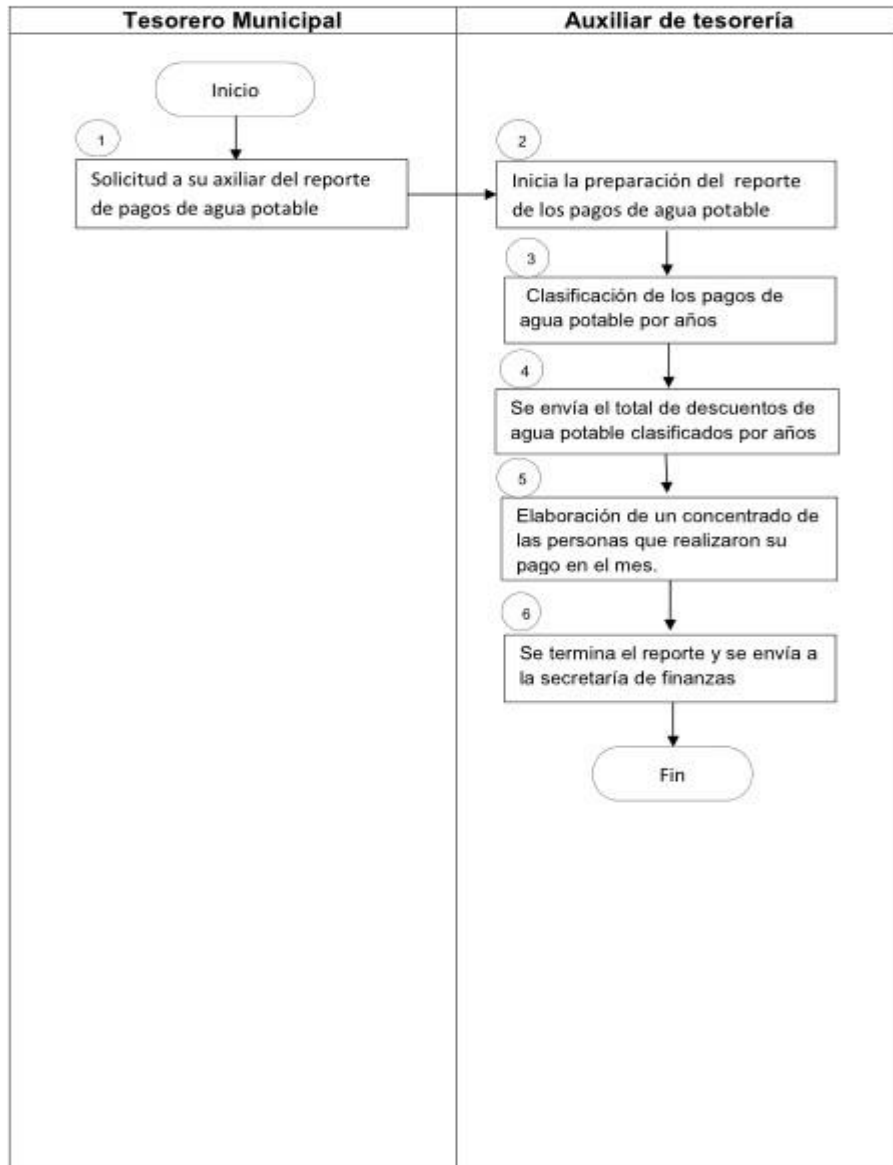 Tesorero Municipal
Auxiliar de tesorería
Inicio
1
Solicitud a su axiliar del reporte
de pagos de agua potable
2
Inicia la preparación del reporte
de los pagos de agua potable
3
Clasificación de los pagos de
agua potable por años
4
Se envía el total de descuentos de
agua potable clasificados por años
5
Elaboración de un concentrado de
las personas que realizaron su
pago en el mes.
6
Se termina el reporte y se envía a
la secretaría de finanzas
Fin